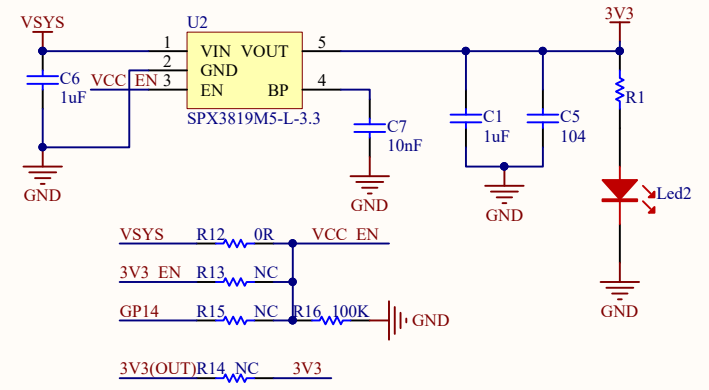 VSYS
U2
3V3
1 VIN VOUT 5
2 GND
C6
VCC_EN 3 EN BP 4
1uF
R1
SPX3819M5-L-3.3
C7
10nF
C1
1uF
C5
104
GND
GND
GND
Led2
VSYS R12 0R VCC_EN
3V3_EN R13 NC
GP14 R15 NC R16 100K GND
GND
3V3(OUT) R14 NC 3V3